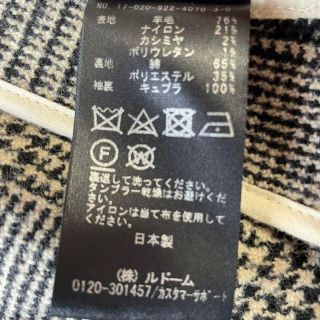 NO. 17-020-922-4070-3-0
表地 羊毛 76%
ナイロン 21%
カシミヤ 2%
ポリウレタン 1%
裏地 綿 65%
ポリエステル 35%
袖裏 キュプラ 100%
F W
裏返して洗ってください。
タンブラー乾燥はお避けください。
アイロンは当て布を使用してください。
日本製
(株) ルドーム
0120-301457/カスタマーサポート